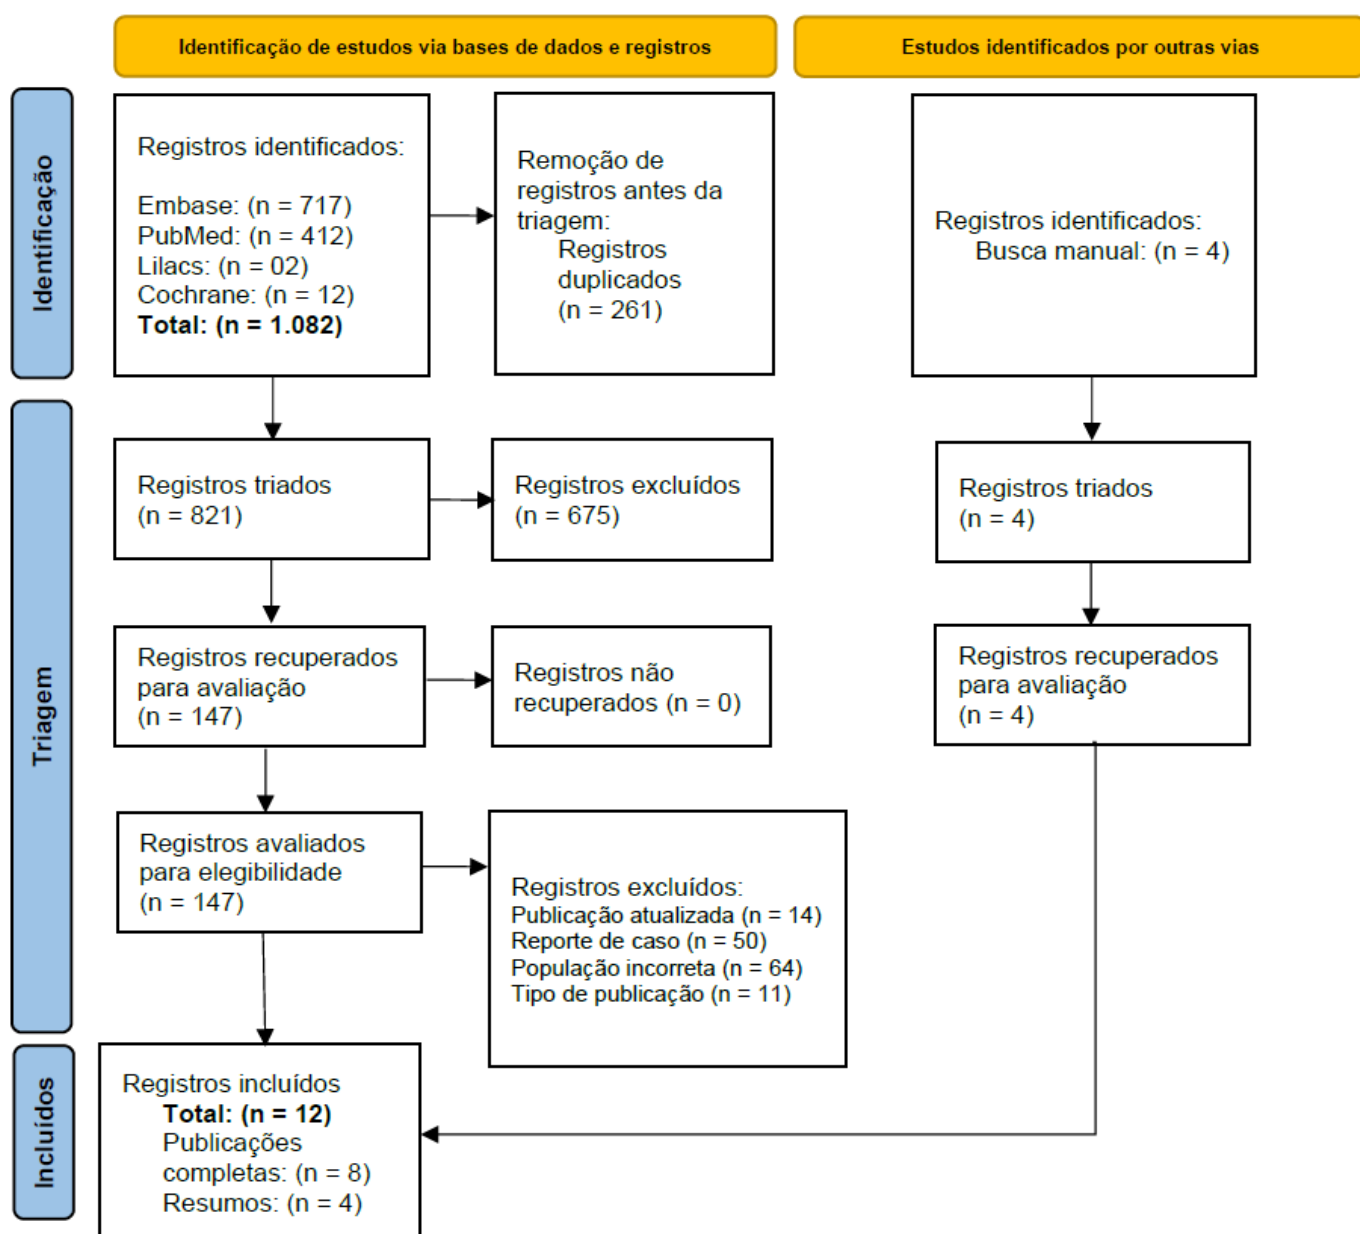 Identificação de estudos via bases de dados e registros
Estudos identificados por outras vias
Identificação
Registros identificados:
Embase: (n = 717)
PubMed: (n = 412)
Lilacs: (n = 02)
Cochrane: (n = 12)
Total: (n = 1.082)
Remoção de
registros antes da
triagem:
Registros
duplicados
(n = 261)
Registros identificados:
Busca manual: (n = 4)
Triagem
Registros triados
(n = 821)
Registros excluídos
(n = 675)
Registros triados
(n = 4)
Registros recuperados
para avaliação
(n = 147)
Registros não
recuperados (n = 0)
Registros recuperados
para avaliação
(n = 4)
Registros avaliados
para elegibilidade
(n = 147)
Registros excluídos:
Publicação atualizada (n = 14)
Reporte de caso (n = 50)
População incorreta (n = 64)
Tipo de publicação (n = 11)
Incluídos
Registros incluídos
Total: (n = 12)
Publicações
completas: (n = 8)
Resumos: (n = 4)